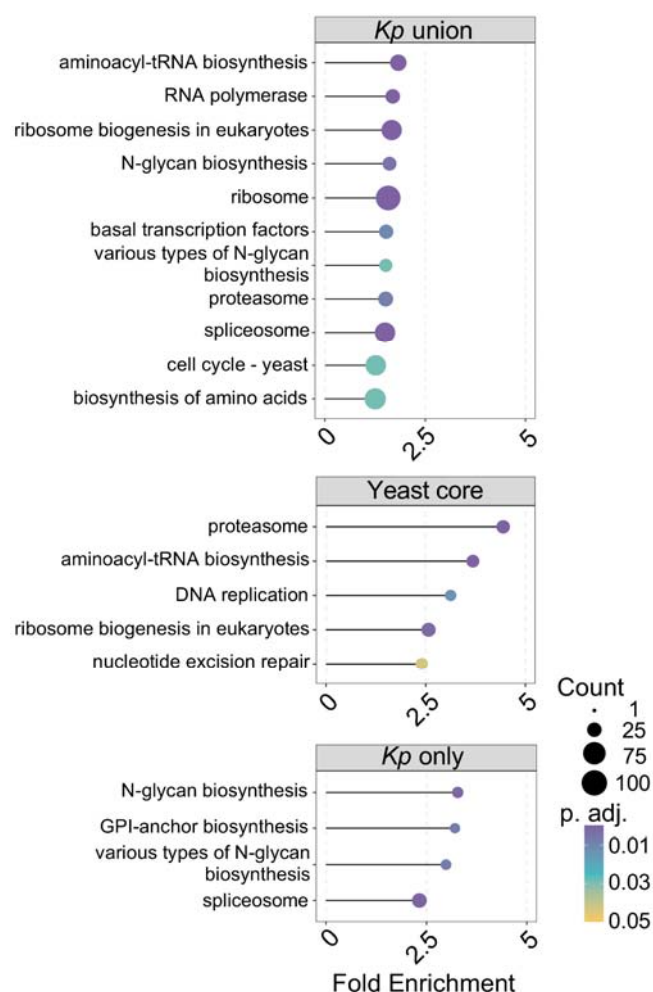 Kp union
aminoacyl-tRNA biosynthesis
RNA polymerase
ribosome biogenesis in eukaryotes
N-glycan biosynthesis
ribosome
basal transcription factors
various types of N-glycan
biosynthesis
proteasome
spliceosome
cell cycle - yeast
biosynthesis of amino acids
0
2.5
5
Yeast core
proteasome
aminoacyl-tRNA biosynthesis
DNA replication
ribosome biogenesis in eukaryotes
nucleotide excision repair
0
2.5
5
Kp only
N-glycan biosynthesis
GPI-anchor biosynthesis
various types of N-glycan
biosynthesis
spliceosome
0
2.5
5
Fold Enrichment
Count
1
25
75
100
p. adj.
0.01
0.03
0.05